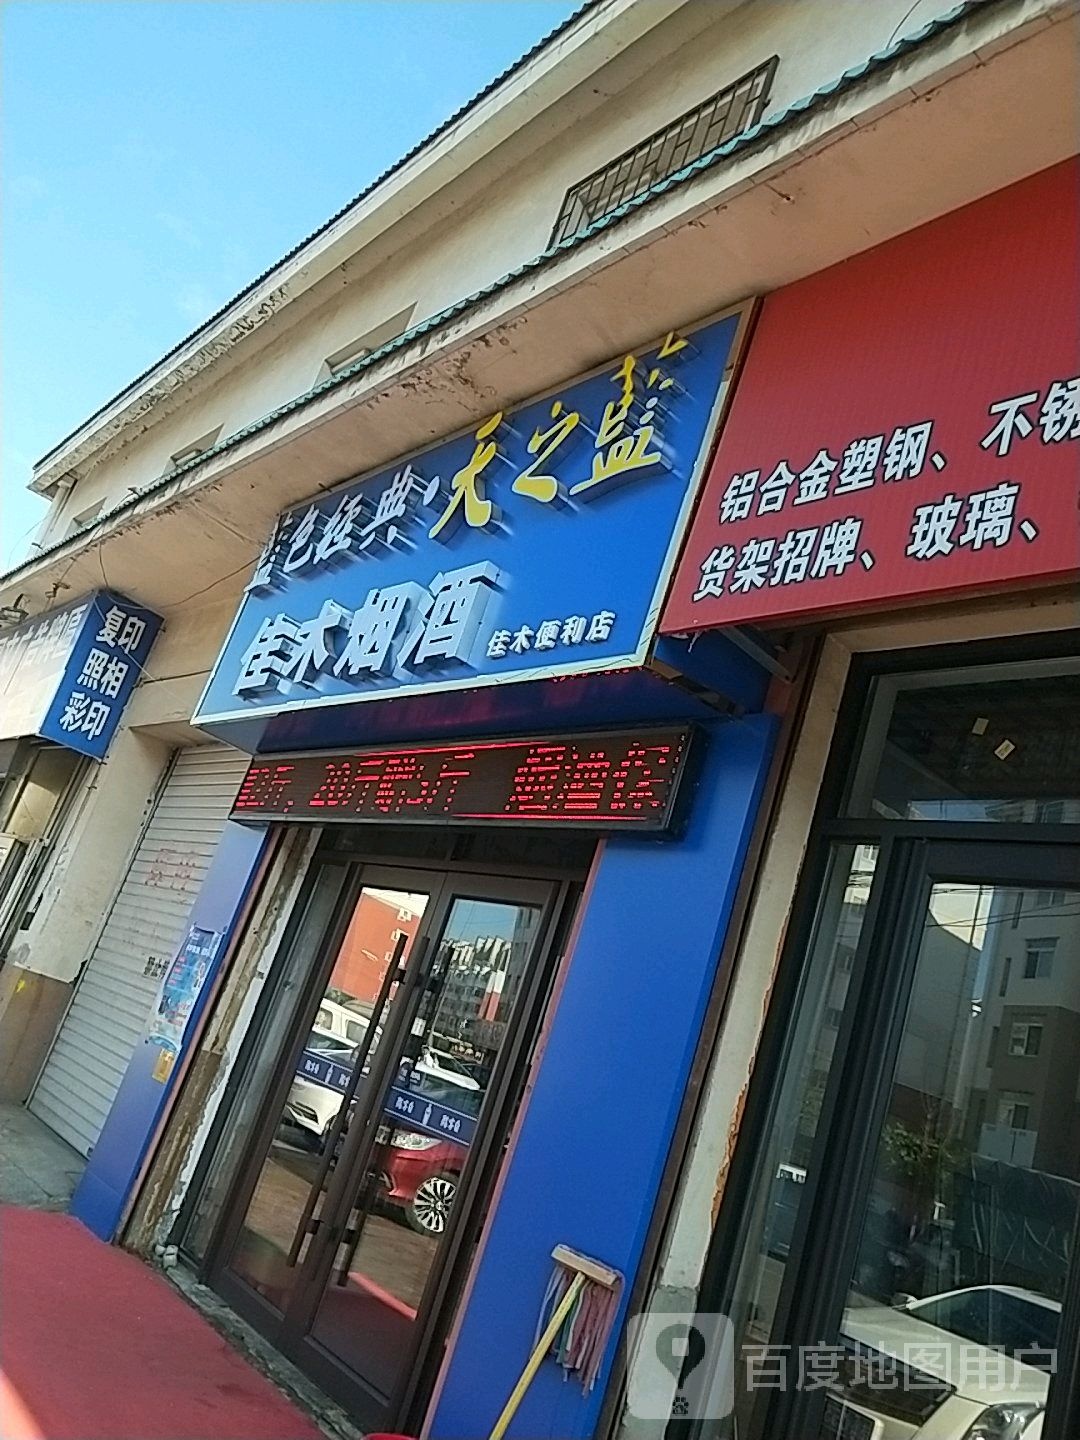 蓝色经典·天之蓝
佳木烟酒 佳木便利店
铝合金塑钢、不锈
货架招牌、玻璃、
复印
照相
彩印
百度地图用户